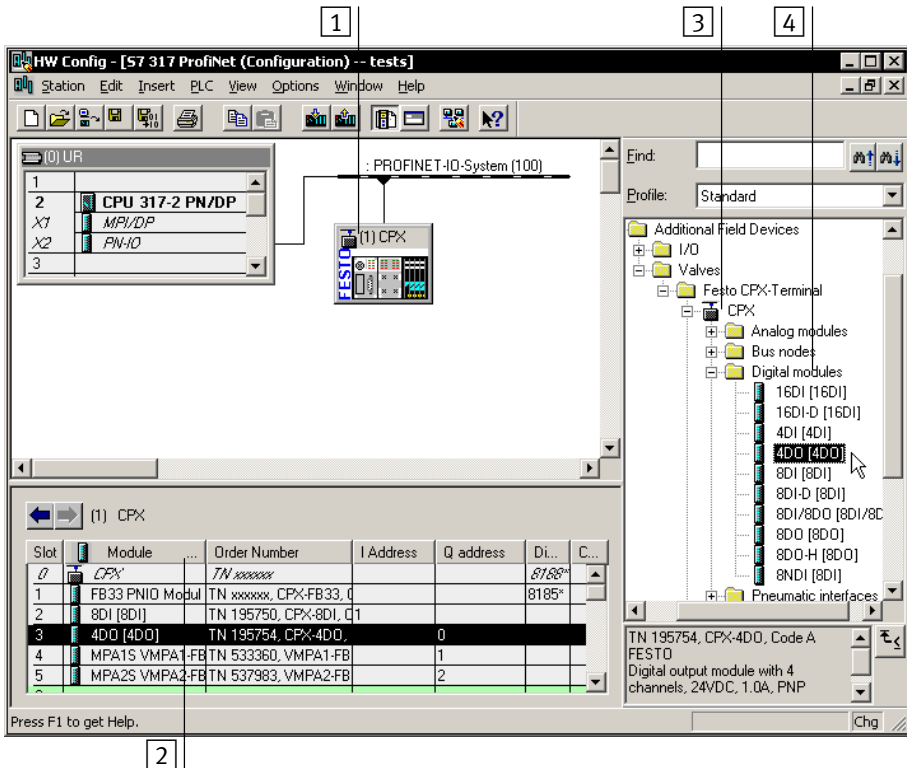 1 3 4
HW Config - [S7 317 ProfiNet (Configuration) -- tests]
Station Edit Insert PLC View Options Window Help
(0) UR
1
2 CPU 317-2 PN/DP
X1 MPI/DP
X2 PN-IO
3
: PROFINET-IO-System (100)
(1) CPX
FESTO
Find:
Profile: Standard
Additional Field Devices
I/O
Valves
Festo CPX-Terminal
CPX
Analog modules
Bus nodes
Digital modules
16DI [16DI]
16DI-D [16DI]
4DI [4DI]
4DO [4DO]
8DI [8DI]
8DI-D [8DI]
8DI/8DO [8DI/8D
8DO [8DO]
8DO-H [8DO]
8NDI [8DI]
Pneumatic interfaces
(1) CPX
Slot Module ... Order Number I Address Q address Di... C...
0 CPX TN xxxxxx 8188*
1 FB33 PNIO Modul TN xxxxxx, CPX-FB33, 8185*
2 8DI [8DI] TN 195750, CPX-8DI, 1
3 4DO [4DO] TN 195754, CPX-4DO, 0
4 MPA1S VMPA1-FB TN 533360, VMPA1-FB 1
5 MPA2S VMPA2-FB TN 537983, VMPA2-FB 2
TN 195754, CPX-4DO, Code A
FESTO
Digital output module with 4
channels, 24VDC, 1.0A, PNP
Press F1 to get Help.
Chg
2